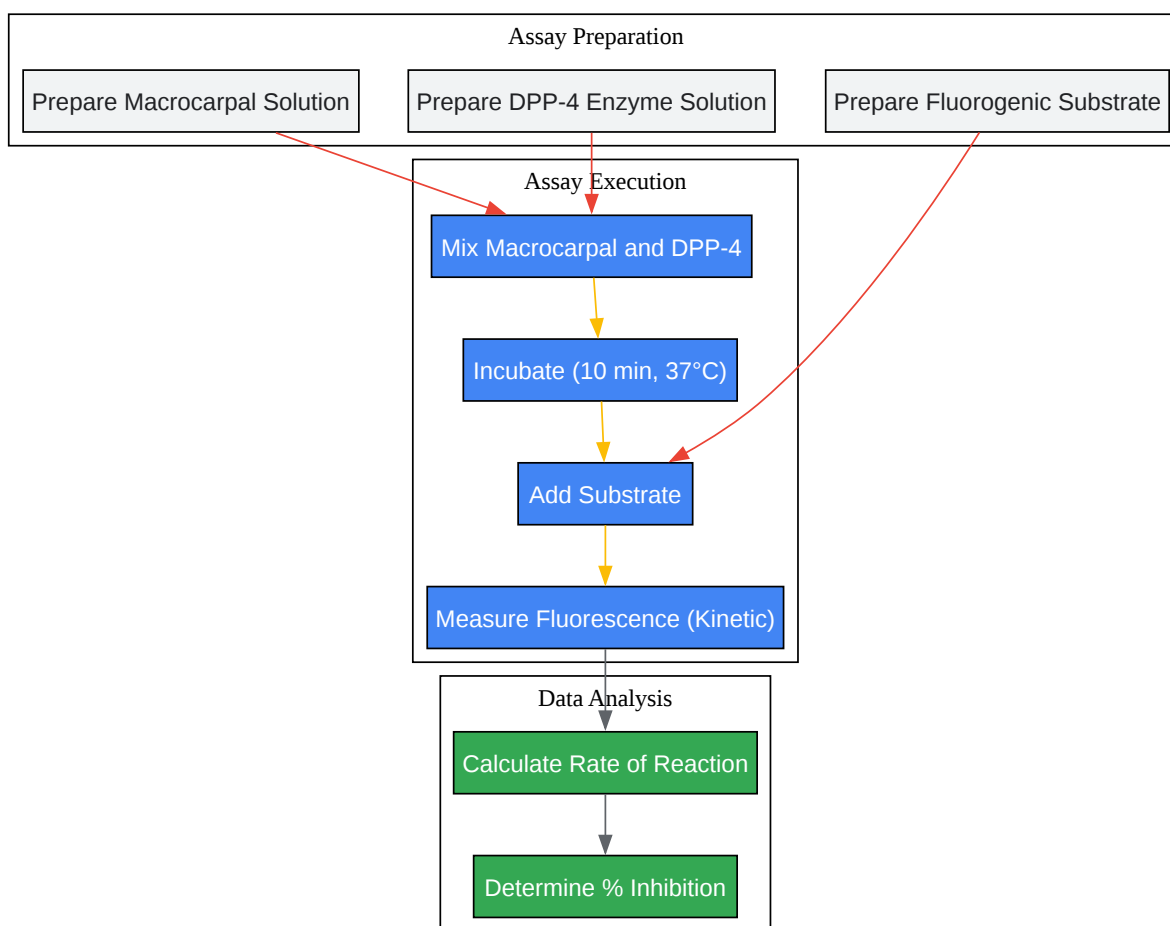 Assay Preparation
Prepare Macrocarpal Solution
Prepare DPP-4 Enzyme Solution
Prepare Fluorogenic Substrate
Assay Execution
Mix Macrocarpal and DPP-4
Incubate (10 min, 37°C)
Add Substrate
Measure Fluorescence (Kinetic)
Data Analysis
Calculate Rate of Reaction
Determine % Inhibition